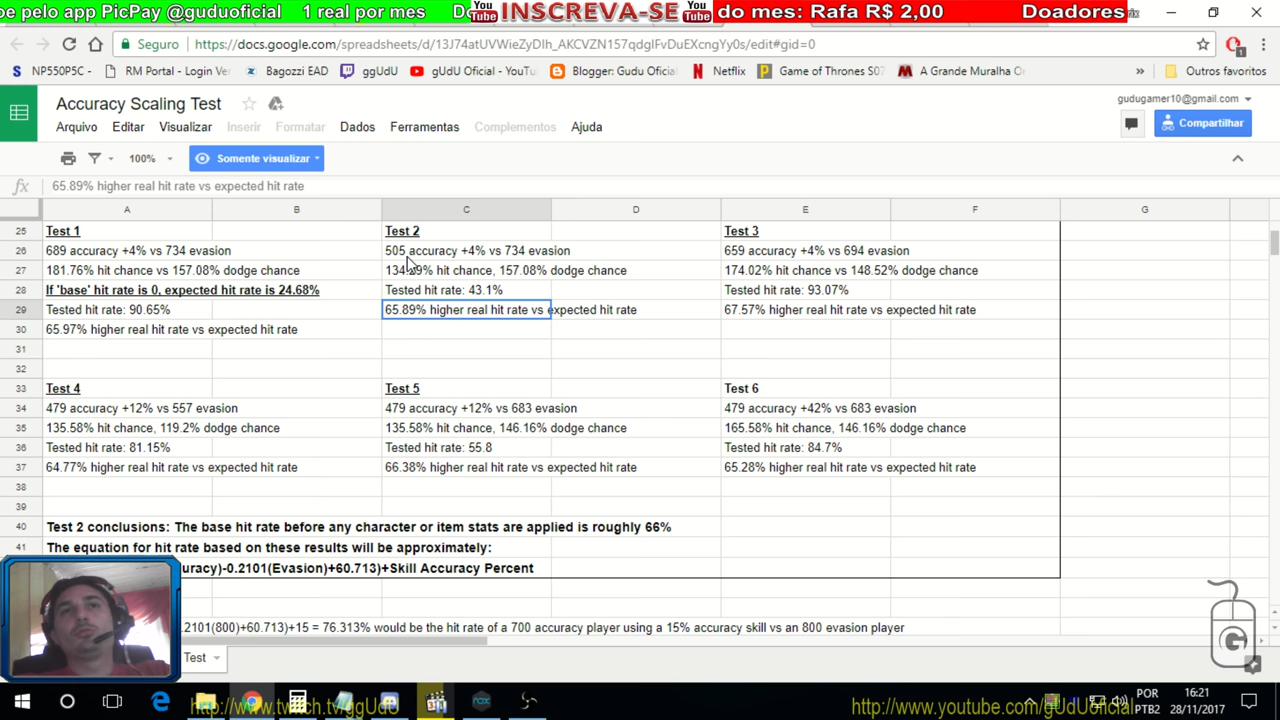 pe pelo app PicPay @guduoficial 1 real por mes
You Tube INSCREVA-SE You Tube
do mes: Rafa R$ 2,00 Doadores
Seguro https://docs.google.com/spreadsheets/d/13J74atUVWieZyDlh_AKCVZN157qdglFvDuEXcngYy0s/edit#gid=0
NP550P5C - RM Portal - Login Ver Bagozzi EAD ggUdU gUdU Oficial - YouTu Blogger: Gudu Oficia Netflix Game of Thrones S07 A Grande Muralha On » Outros favoritos
Accuracy Scaling Test
gudugamer10@gmail.com
Arquivo Editar Visualizar Inserir Formatar Dados Ferramentas Complementos Ajuda
Compartilhar
100% Somente visualizar
fx 65.89% higher real hit rate vs expected hit rate
A B C D E F G
25 Test 1 Test 2 Test 3
26 689 accuracy +4% vs 734 evasion 505 accuracy +4% vs 734 evasion 659 accuracy +4% vs 694 evasion
27 181.76% hit chance vs 157.08% dodge chance 134. 9% hit chance, 157.08% dodge chance 174.02% hit chance vs 148.52% dodge chance
28 If 'base' hit rate is 0, expected hit rate is 24.68% Tested hit rate: 43.1% Tested hit rate: 93.07%
29 Tested hit rate: 90.65% 65.89% higher real hit rate vs expected hit rate 67.57% higher real hit rate vs expected hit rate
30 65.97% higher real hit rate vs expected hit rate
31
32
33 Test 4 Test 5 Test 6
34 479 accuracy +12% vs 557 evasion 479 accuracy +12% vs 683 evasion 479 accuracy +42% vs 683 evasion
35 135.58% hit chance, 119.2% dodge chance 135.58% hit chance, 146.16% dodge chance 165.58% hit chance, 146.16% dodge chance
36 Tested hit rate: 81.15% Tested hit rate: 55.8 Tested hit rate: 84.7%
37 64.77% higher real hit rate vs expected hit rate 66.38% higher real hit rate vs expected hit rate 65.28% higher real hit rate vs expected hit rate
38
39
40 Test 2 conclusions: The base hit rate before any character or item stats are applied is roughly 66%
41 The equation for hit rate based on these results will be approximately:
uracy)-0.2101(Evasion)+60.713)+Skill Accuracy Percent
.2101(800)+60.713)+15 = 76.313% would be the hit rate of a 700 accuracy player using a 15% accuracy skill vs an 800 evasion player
Test
G
http://www.twitch.tv/ggUdU
http://www.youtube.com/gUdUOficial
POR
PTB2
16:21
28/11/2017